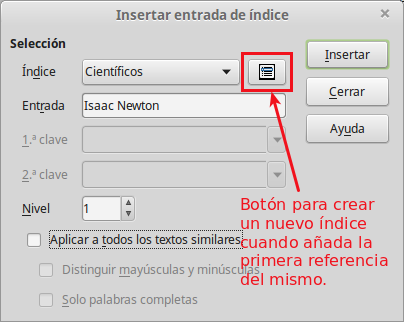 Insertar entrada de índice
Selección
Índice
Científicos
Insertar
Entrada
Isaac Newton
Cerrar
1.ª clave
Ayuda
2.ª clave
Nivel
1
Aplicar a todos los textos similares
Distinguir mayúsculas y minúsculas
Solo palabras completas
Botón para crear
un nuevo índice
cuando añada la
primera referencia
del mismo.